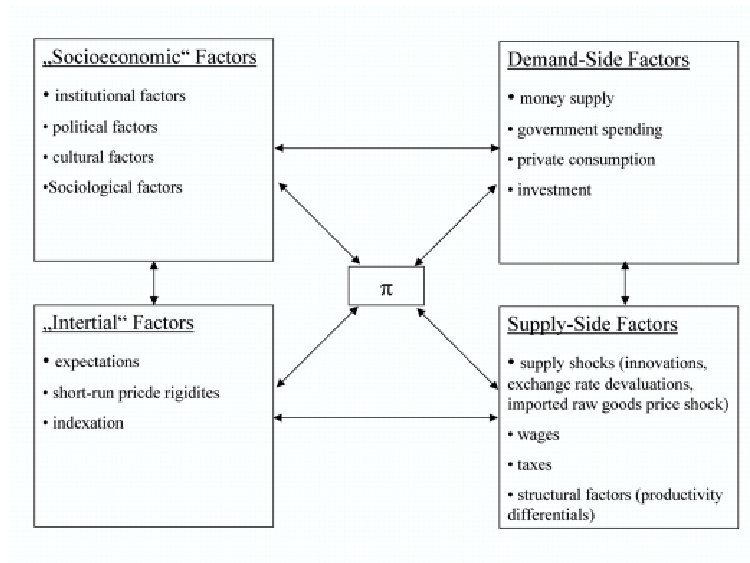 „Socioeconomic“ Factors
• institutional factors
• political factors
• cultural factors
•Sociological factors
Demand-Side Factors
• money supply
• government spending
• private consumption
• investment
π
„Intertial“ Factors
• expectations
• short-run pricde rigidites
• indexation
Supply-Side Factors
• supply shocks (innovations,
exchange rate devaluations,
imported raw goods price shock)
• wages
• taxes
• structural factors (productivity
differentials)